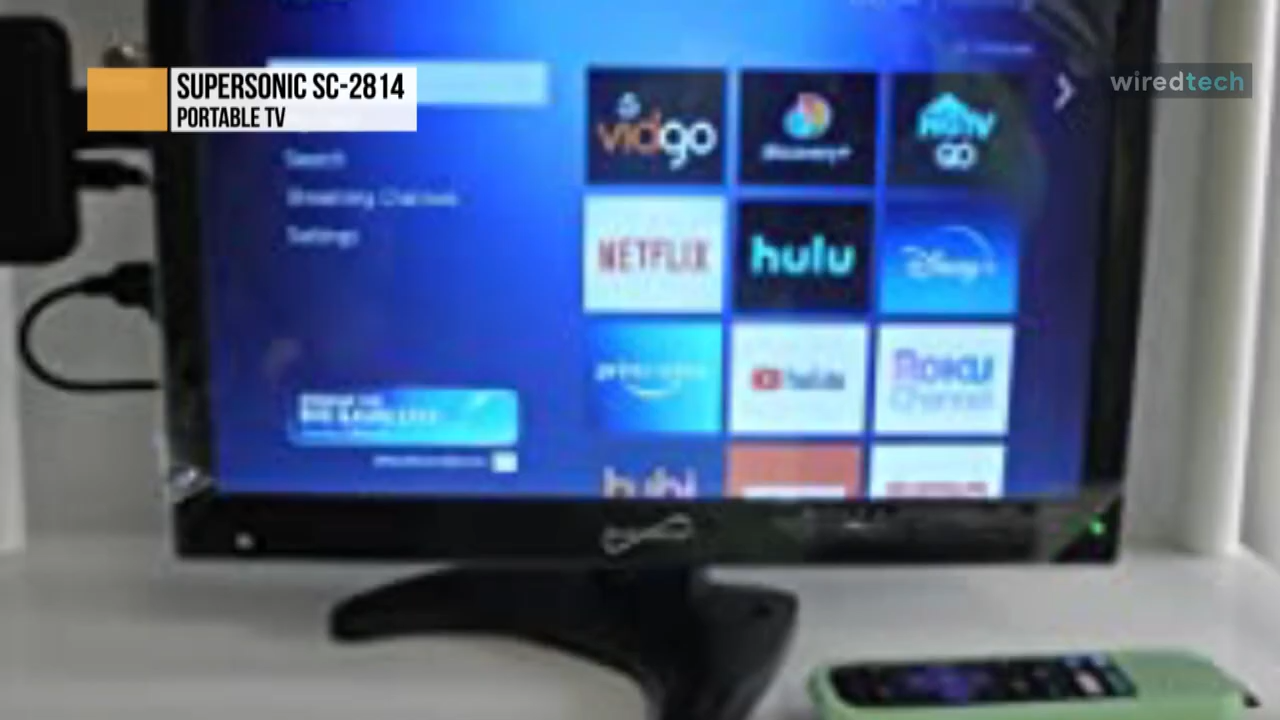 SUPERSONIC SC-2814
PORTABLE TV
wiredtech
vidgo
discovery+
HGTV
GO
Search
Streaming Channels
Settings
NETFLIX
hulu
Disney+
prime video
YouTube
Roku
Channel
tubi